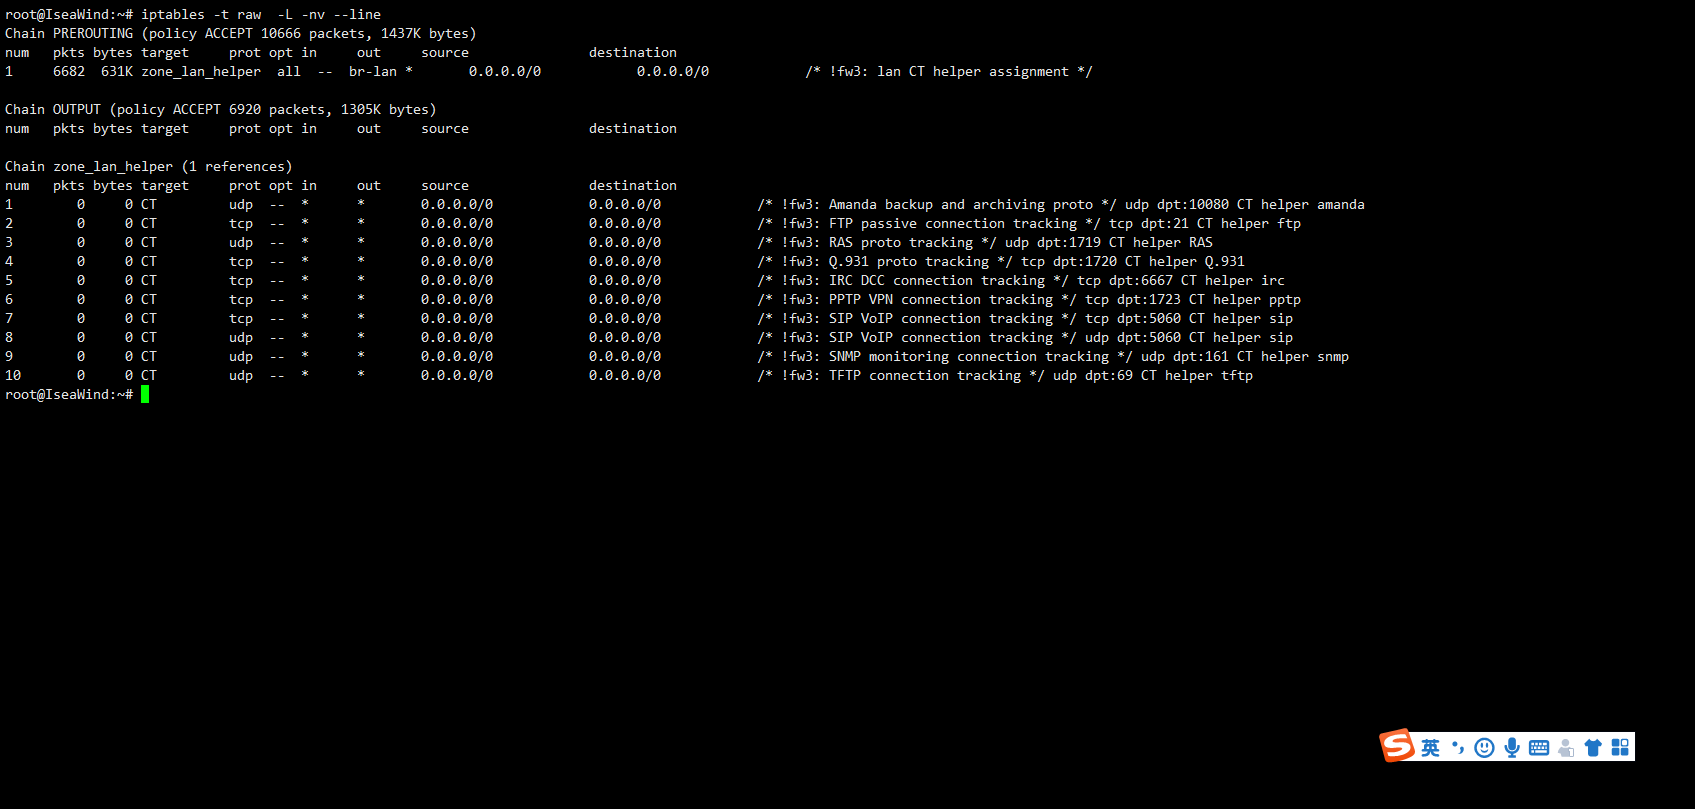 root@IseaWind:~# iptables -t raw  -L -nv --line
Chain PREROUTING (policy ACCEPT 10666 packets, 1437K bytes)
num   pkts bytes target     prot opt in     out     source               destination
1     6682  631K zone_lan_helper  all  --  br-lan *       0.0.0.0/0            0.0.0.0/0            /* !fw3: lan CT helper assignment */

Chain OUTPUT (policy ACCEPT 6920 packets, 1305K bytes)
num   pkts bytes target     prot opt in     out     source               destination

Chain zone_lan_helper (1 references)
num   pkts bytes target     prot opt in     out     source               destination
1        0     0 CT         udp  --  *      *       0.0.0.0/0            0.0.0.0/0            /* !fw3: Amanda backup and archiving proto */ udp dpt:10080 CT helper amanda
2        0     0 CT         tcp  --  *      *       0.0.0.0/0            0.0.0.0/0            /* !fw3: FTP passive connection tracking */ tcp dpt:21 CT helper ftp
3        0     0 CT         udp  --  *      *       0.0.0.0/0            0.0.0.0/0            /* !fw3: RAS proto tracking */ udp dpt:1719 CT helper RAS
4        0     0 CT         tcp  --  *      *       0.0.0.0/0            0.0.0.0/0            /* !fw3: Q.931 proto tracking */ tcp dpt:1720 CT helper Q.931
5        0     0 CT         tcp  --  *      *       0.0.0.0/0            0.0.0.0/0            /* !fw3: IRC DCC connection tracking */ tcp dpt:6667 CT helper irc
6        0     0 CT         tcp  --  *      *       0.0.0.0/0            0.0.0.0/0            /* !fw3: PPTP VPN connection tracking */ tcp dpt:1723 CT helper pptp
7        0     0 CT         tcp  --  *      *       0.0.0.0/0            0.0.0.0/0            /* !fw3: SIP VoIP connection tracking */ tcp dpt:5060 CT helper sip
8        0     0 CT         udp  --  *      *       0.0.0.0/0            0.0.0.0/0            /* !fw3: SIP VoIP connection tracking */ udp dpt:5060 CT helper sip
9        0     0 CT         udp  --  *      *       0.0.0.0/0            0.0.0.0/0            /* !fw3: SNMP monitoring connection tracking */ udp dpt:161 CT helper snmp
10       0     0 CT         udp  --  *      *       0.0.0.0/0            0.0.0.0/0            /* !fw3: TFTP connection tracking */ udp dpt:69 CT helper tftp
root@IseaWind:~#
S 英